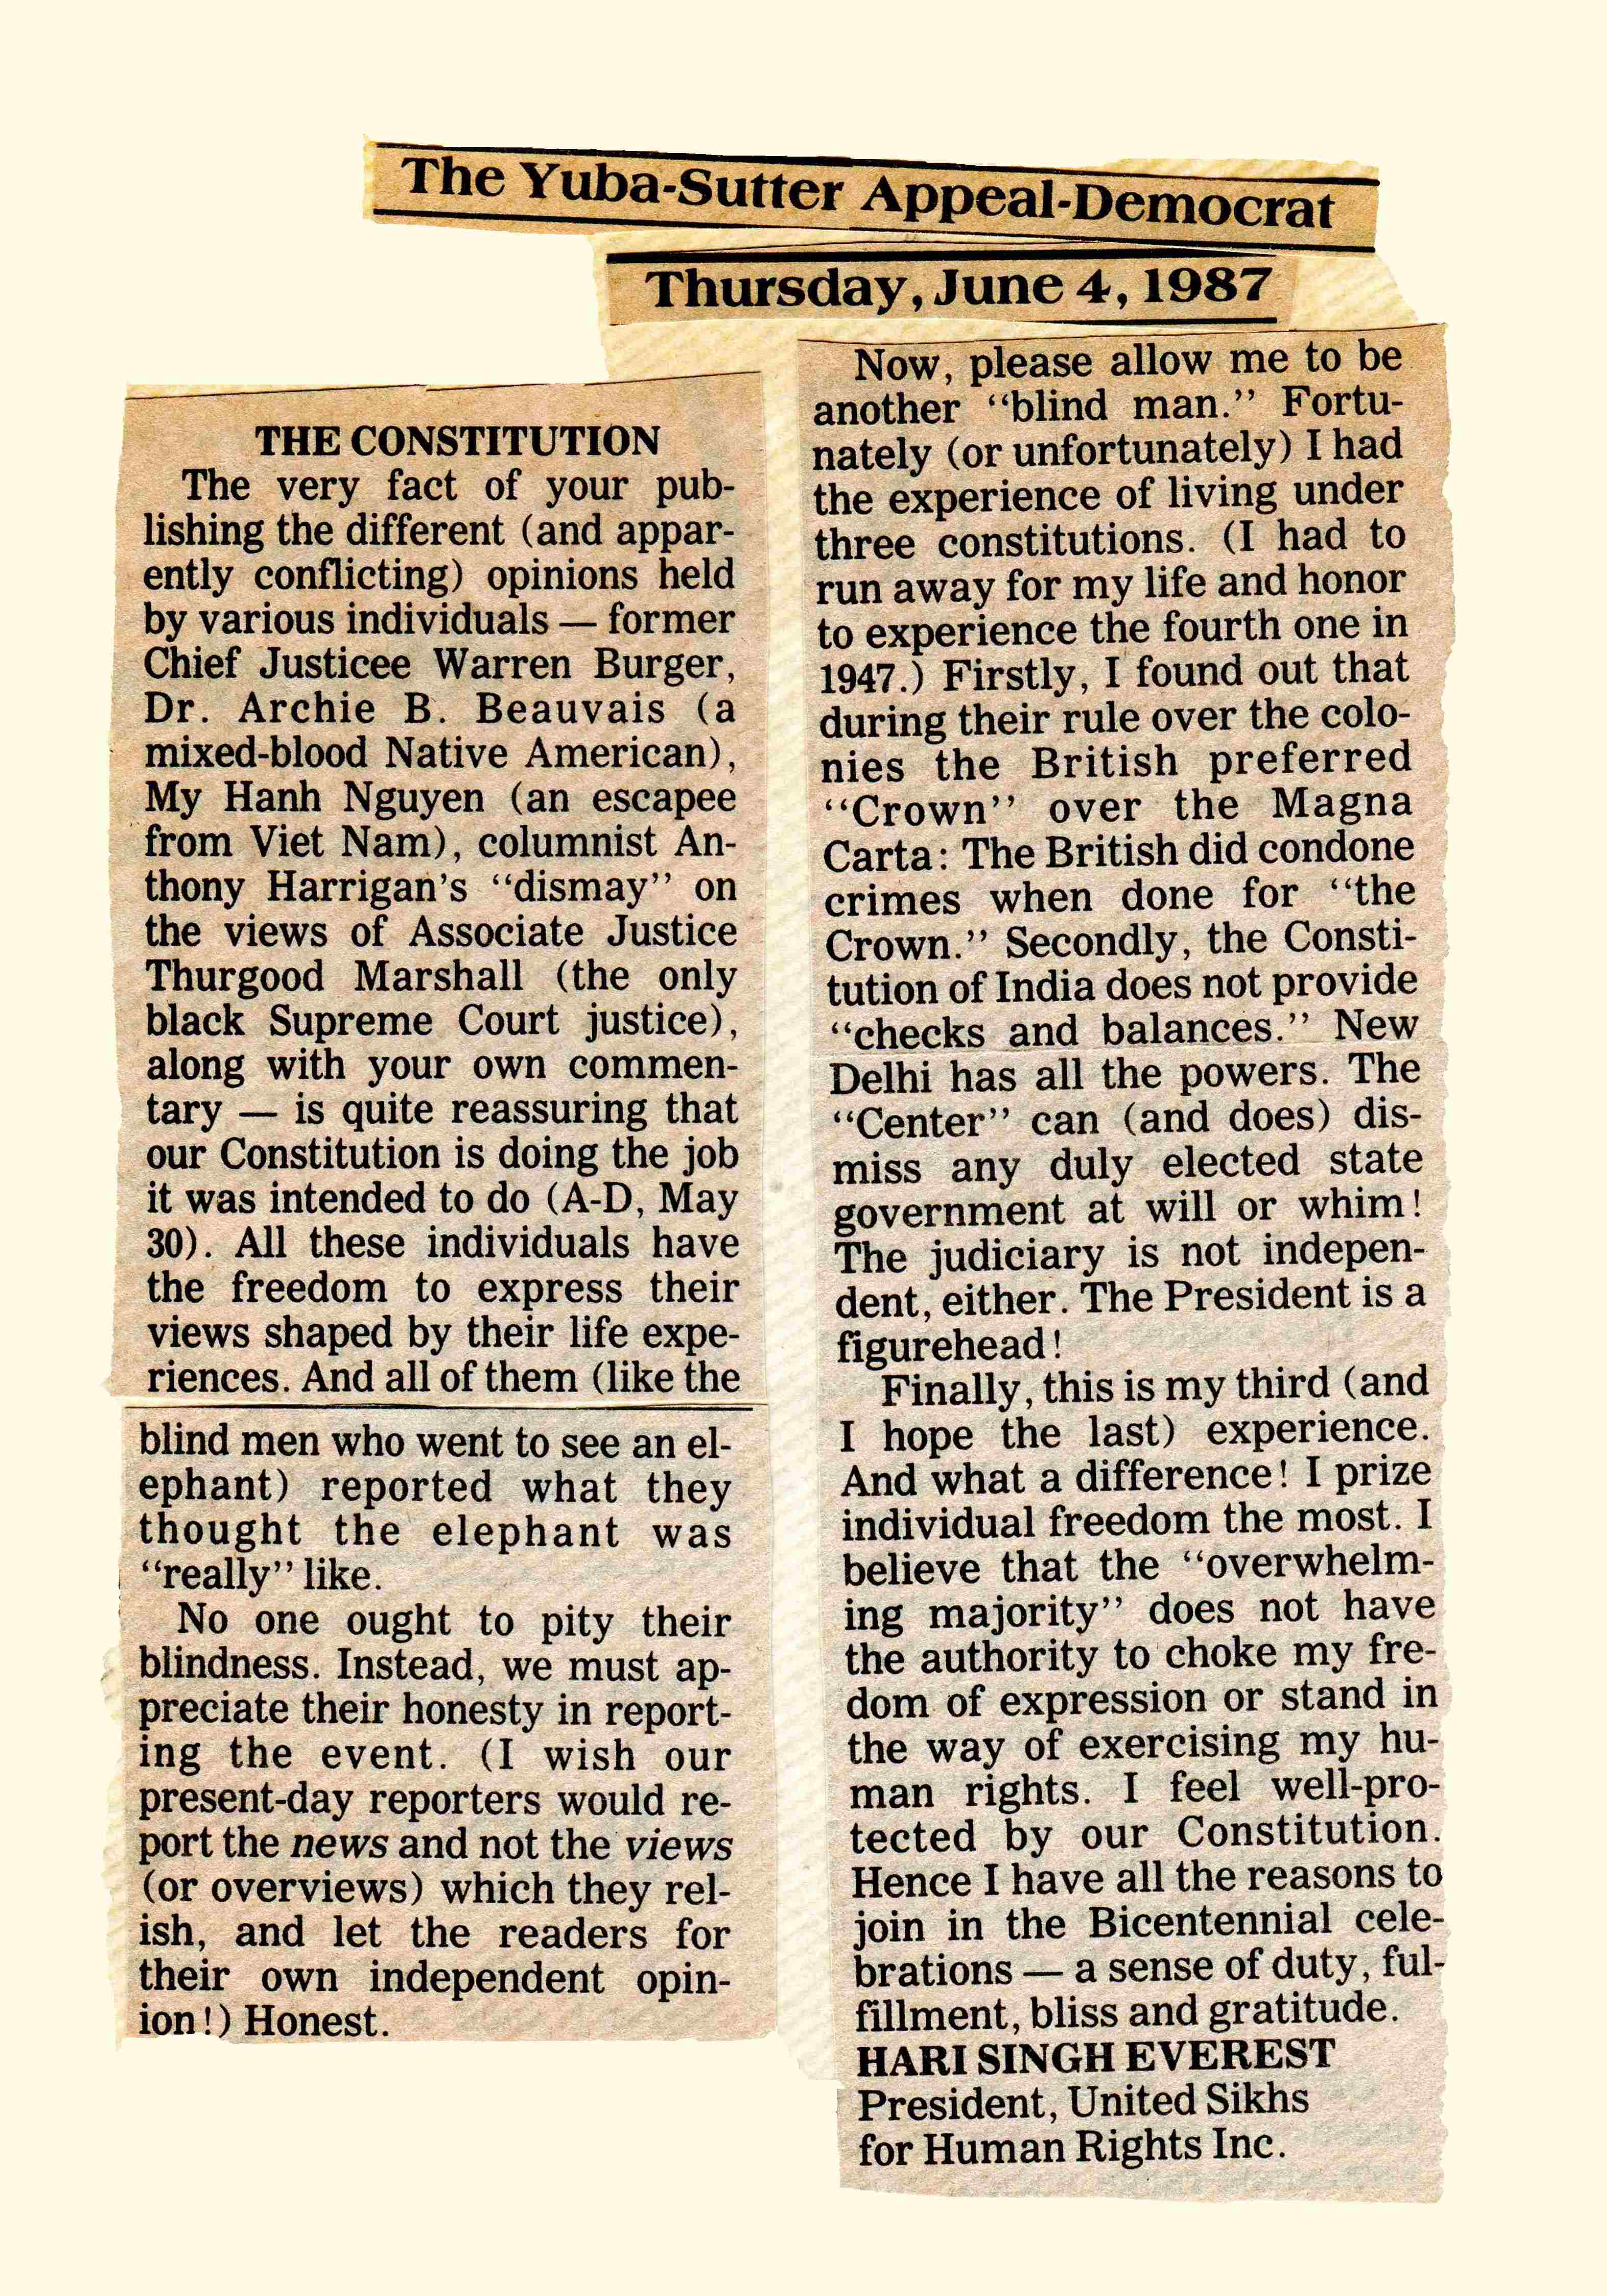 The Yuba-Sutter Appeal-Democrat
Thursday, June 4, 1987
THE CONSTITUTION
The very fact of your pub-
lishing the different (and appar-
ently conflicting) opinions held
by various individuals — former
Chief Justicee Warren Burger,
Dr. Archie B. Beauvais (a
mixed-blood Native American),
My Hanh Nguyen (an escapee
from Viet Nam), columnist An-
thony Harrigan's "dismay" on
the views of Associate Justice
Thurgood Marshall (the only
black Supreme Court justice),
along with your own commen-
tary — is quite reassuring that
our Constitution is doing the job
it was intended to do (A-D, May
30). All these individuals have
the freedom to express their
views shaped by their life expe-
riences. And all of them (like the
blind men who went to see an el-
ephant) reported what they
thought the elephant was
"really" like.
No one ought to pity their
blindness. Instead, we must ap-
preciate their honesty in report-
ing the event. (I wish our
present-day reporters would re-
port the news and not the views
(or overviews) which they rel-
ish, and let the readers for
their own independent opin-
ion!) Honest.
Now, please allow me to be
another "blind man." Fortu-
nately (or unfortunately) I had
the experience of living under
three constitutions. (I had to
run away for my life and honor
to experience the fourth one in
1947.) Firstly, I found out that
during their rule over the colo-
nies the British preferred
"Crown" over the Magna
Carta: The British did condone
crimes when done for "the
Crown." Secondly, the Consti-
tution of India does not provide
"checks and balances." New
Delhi has all the powers. The
"Center" can (and does) dis-
miss any duly elected state
government at will or whim!
The judiciary is not indepen-
dent, either. The President is a
figurehead!
Finally, this is my third (and
I hope the last) experience.
And what a difference! I prize
individual freedom the most. I
believe that the "overwhelm-
ing majority" does not have
the authority to choke my fre-
dom of expression or stand in
the way of exercising my hu-
man rights. I feel well-pro-
tected by our Constitution.
Hence I have all the reasons to
join in the Bicentennial cele-
brations — a sense of duty, ful-
fillment, bliss and gratitude.
HARI SINGH EVEREST
President, United Sikhs
for Human Rights Inc.